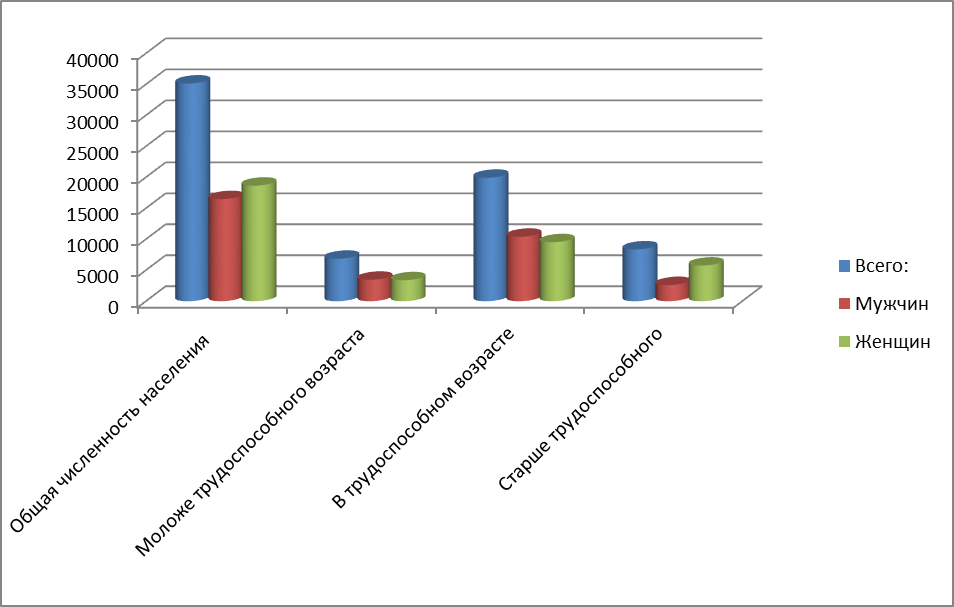 40000
35000
30000
25000
20000
15000
10000
5000
0
Общая численность населения
Моложе трудоспособного возраста
В трудоспособном возрасте
Старше трудоспособного
Всего:
Мужчин
Женщин